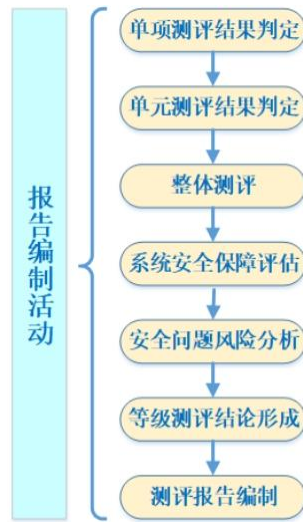 报告编制活动
单项测评结果判定
单元测评结果判定
整体测评
系统安全保障评估
安全问题风险分析
等级测评结论形成
测评报告编制